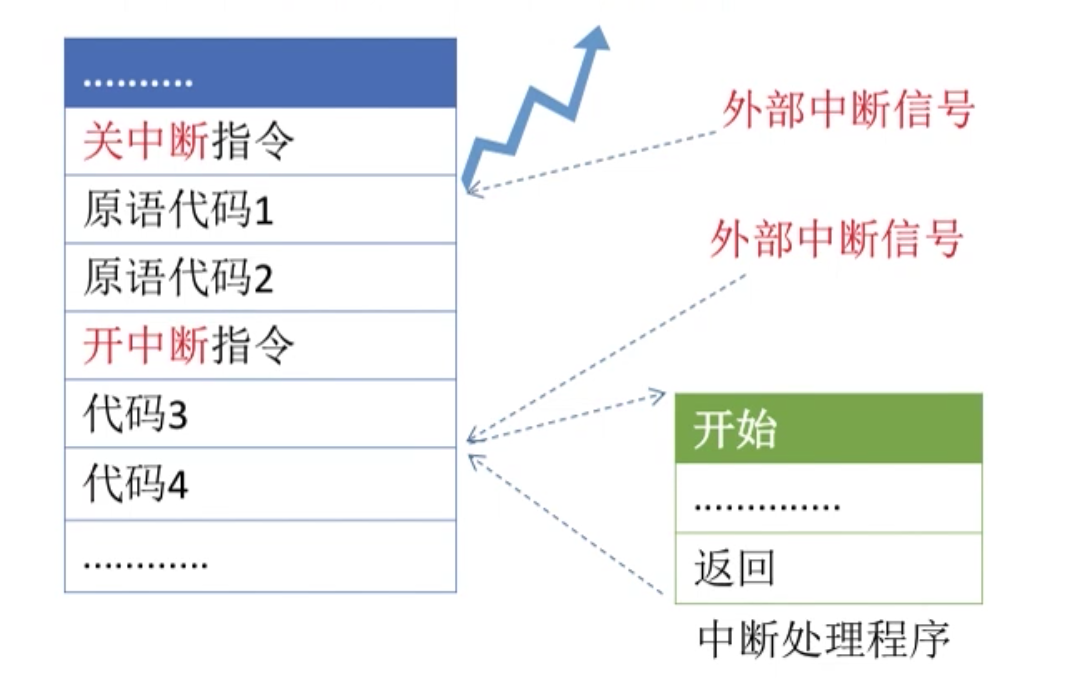 ..........
关中断指令
原语代码1
原语代码2
开中断指令
代码3
代码4
............
外部中断信号
外部中断信号
开始
..............
返回
中断处理程序